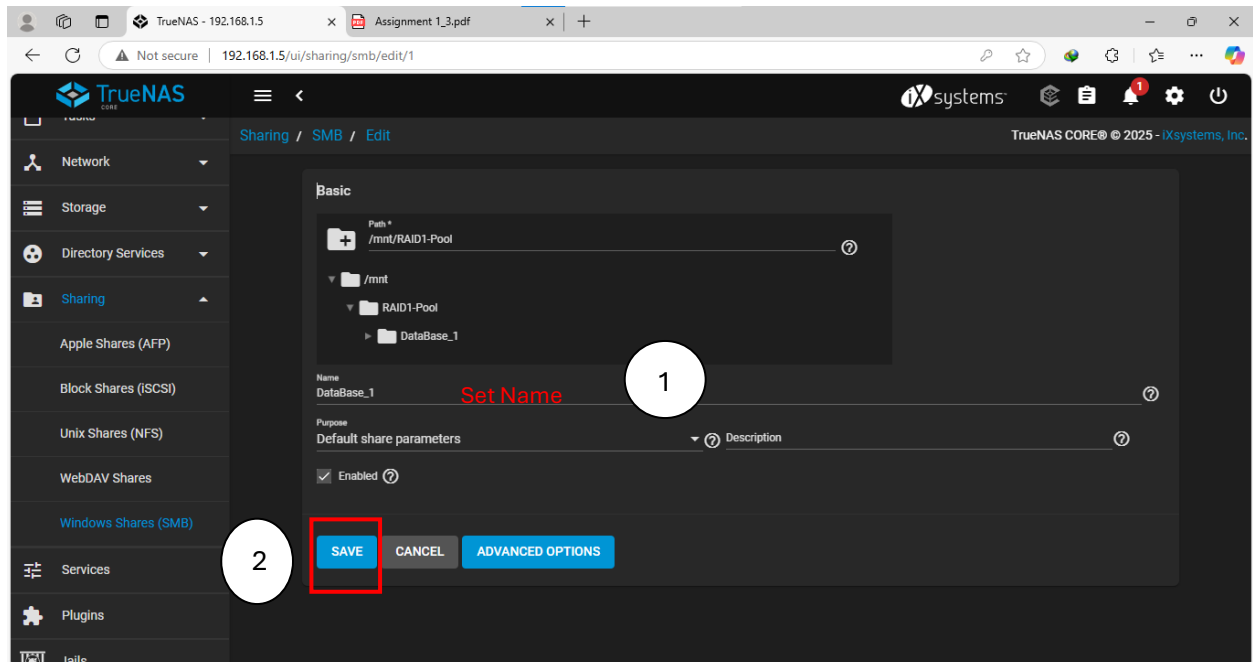 TrueNAS - 192.168.1.5
Assignment 1_3.pdf
Not secure
192.168.1.5/ui/sharing/smb/edit/1
TrueNAS
CORE
iX systems
1
Tasks
Sharing / SMB / Edit
TrueNAS CORE® © 2025 - iXsystems, Inc.
Network
Storage
Directory Services
Sharing
Apple Shares (AFP)
Block Shares (iSCSI)
Unix Shares (NFS)
WebDAV Shares
Windows Shares (SMB)
Services
Plugins
Jails
Basic
Path *
/mnt/RAID1-Pool
/mnt
RAID1-Pool
DataBase_1
Name
DataBase_1
Set Name
1
Purpose
Default share parameters
Description
Enabled
2
SAVE
CANCEL
ADVANCED OPTIONS